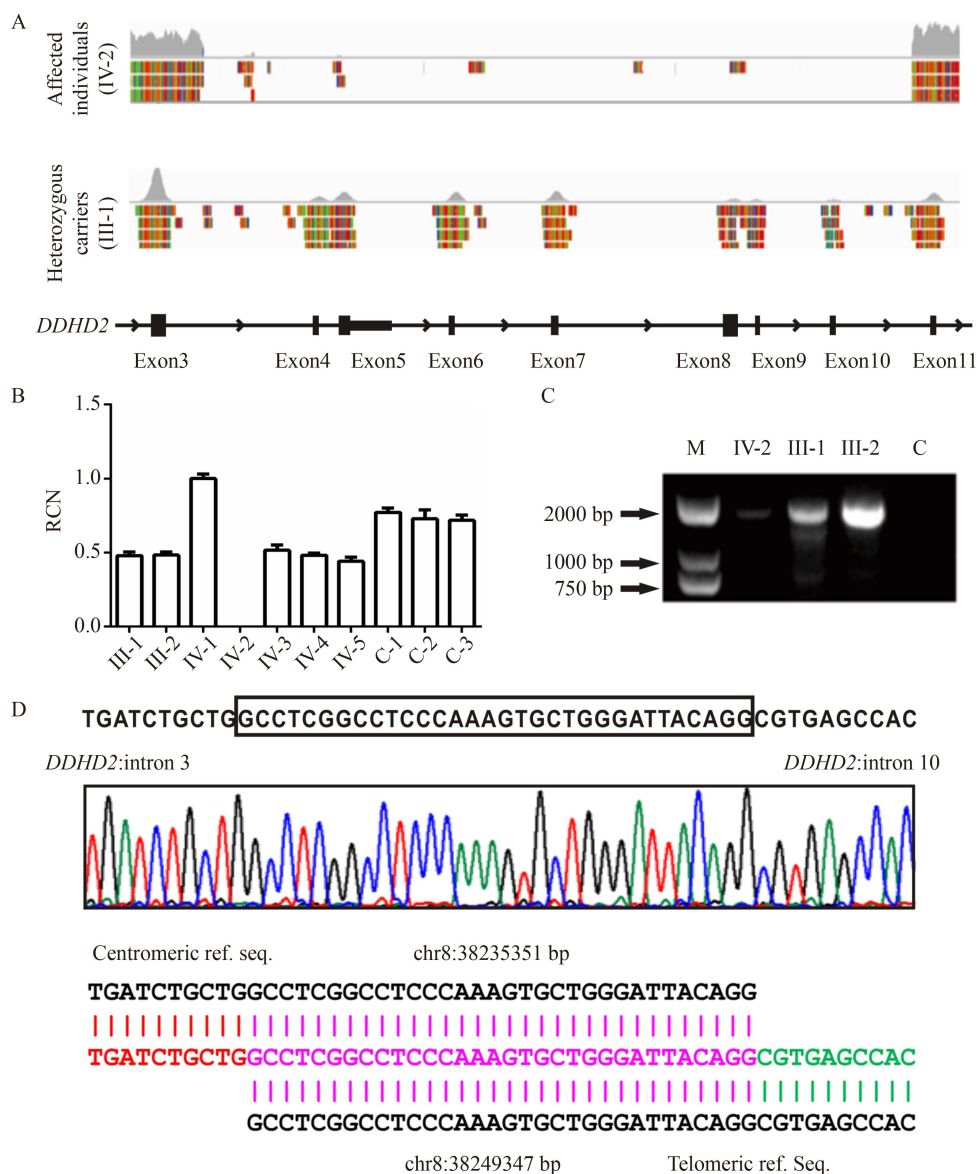 A
Affected
individuals
(IV-2)
Heterozygous
carriers
(III-1)
DDHD2
Exon3
Exon4
Exon5
Exon6
Exon7
Exon8
Exon9
Exon10
Exon11
B
RCN
1.5
1.0
0.5
0.0
III-1
III-2
IV-1
IV-2
IV-3
IV-4
IV-5
C-1
C-2
C-3
C
M IV-2 III-1 III-2 C
2000 bp
1000 bp
750 bp
D
TGATCTGCTGGCCTCGGCCTCCCAAAGTGCTGGGATTACAGGCGTGAGCCAC
DDHD2:intron 3
DDHD2:intron 10
Centromeric ref. seq.
chr8:38235351 bp
TGATCTGCTGGCCTCGGCCTCCCAAAGTGCTGGGATTACAGG
TGATCTGCTGGCCTCGGCCTCCCAAAGTGCTGGGATTACAGGCGTGAGCCAC
GCCTCGGCCTCCCAAAGTGCTGGGATTACAGGCGTGAGCCAC
chr8:38249347 bp
Telomeric ref. Seq.